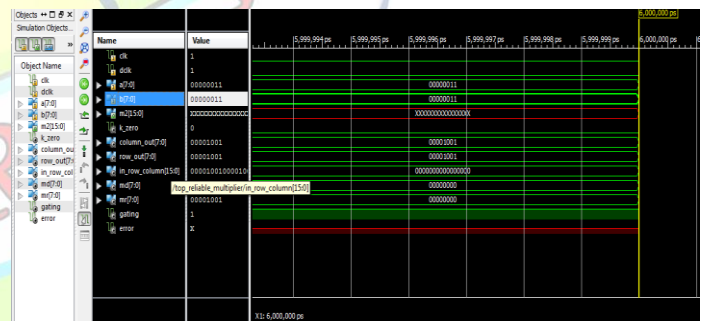 Objects
Simulation Objects...
»
Object Name
clk
dclk
a[7:0]
b[7:0]
m2[15:0]
k_zero
column_ou
row_out[7:
in_row_col
md[7:0]
mr[7:0]
gating
error
Name
clk
dclk
a[7:0]
b[7:0]
m2[15:0]
k_zero
column_out[7:0]
row_out[7:0]
in_row_column[15:0]
md[7:0]
mr[7:0]
gating
error
Value
1
1
00000011
00000011
XXXXXXXXXXXXXX
0
00001001
00001001
0000100100001001
00001001
1
X
/top_reliable_multiplier/in_row_column[15:0]
6,000,000 ps
5,999,994 ps
5,999,995 ps
5,999,996 ps
5,999,997 ps
5,999,998 ps
5,999,999 ps
6,000,000 ps
00000011
00000011
XXXXXXXXXXXXXXXX
00001001
00001001
0000000000000000
00000000
00000000
X1: 6,000,000 ps